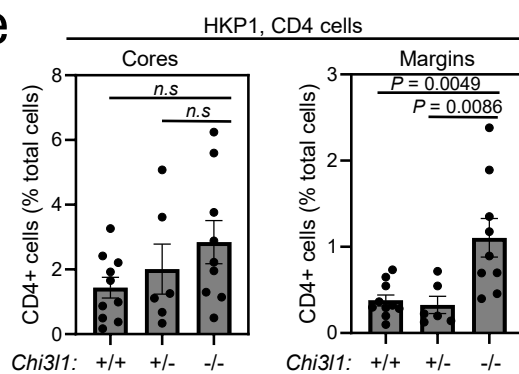 e
HKP1, CD4 cells
Cores
CD4+ cells (% total cells)
8
6
4
2
0
n.s
n.s
Chi3l1: +/+ +/- -/-
Margins
CD4+ cells (% total cells)
3
2
1
0
P = 0.0049
P = 0.0086
Chi3l1: +/+ +/- -/-